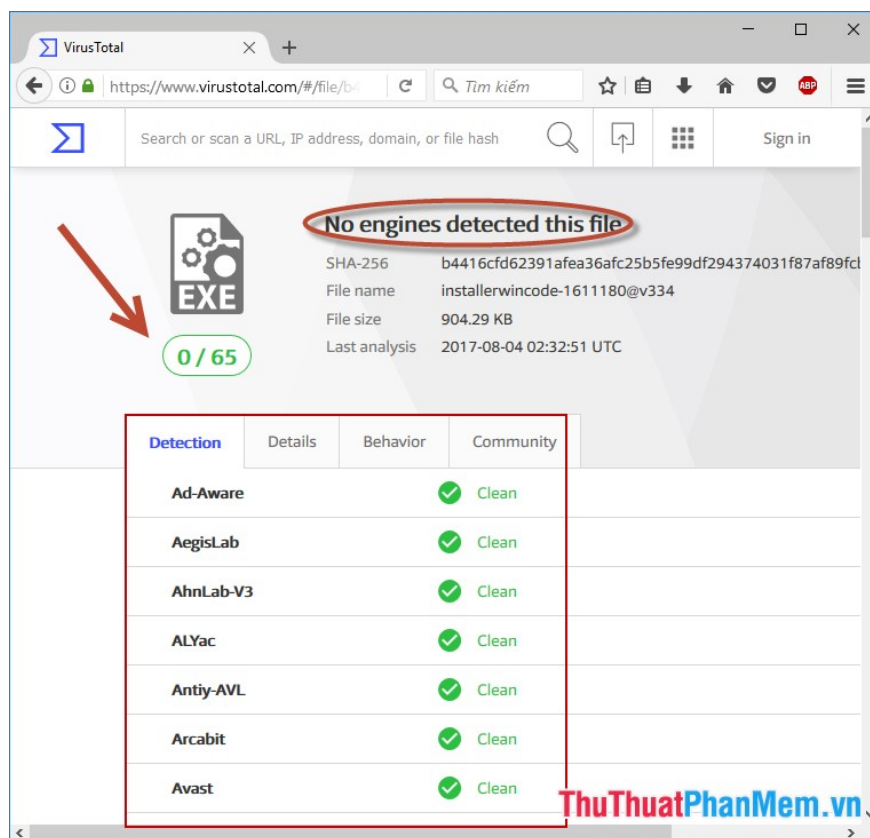 VirusTotal
https://www.virustotal.com/#/file/b4
Tìm kiếm
ABP
Search or scan a URL, IP address, domain, or file hash
Sign in
No engines detected this file
EXE
SHA-256 b4416cfd62391afea36afc25b5fe99df294374031f87af89fcb
File name installerwincode-1611180@v334
File size 904.29 KB
Last analysis 2017-08-04 02:32:51 UTC
0 / 65
Detection Details Behavior Community
Ad-Aware Clean
AegisLab Clean
AhnLab-V3 Clean
ALYac Clean
Antiy-AVL Clean
Arcabit Clean
Avast Clean
ThuThuatPhanMem.vn